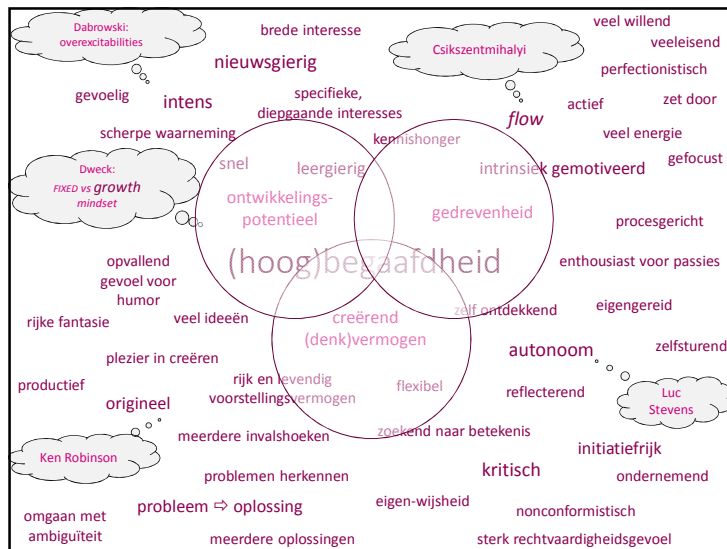 Dabrowski:
overexcitabilities
brede interesse
nieuwsgierig
gevoelig
intens
specifieke,
diepgaande interesses
scherpe waarneming
Csikszentmihalyi
veel willend
veeleisend
perfectionistisch
flow
actief
zet door
veel energie
gefocust
kennishonger
snel
leergierig
intrinsiek gemotiveerd
Dweck:
FIXED vs growth
mindset
ontwikkelings-
potentieel
gedrevenheid
procesgericht
(hoog)begaafdheid
enthousiast voor passies
opvallend
gevoel voor
humor
rijke fantasie
veel ideeën
creërend
(denk)vermogen
zelf ontdekkend
eigengereid
autonoom
zelfsturend
plezier in creëren
productief
origineel
rijk en levendig
voorstellingsvermogen
flexibel
reflecterend
Luc
Stevens
meerdere invalshoeken
zoekend naar betekenis
initiatiefrijk
Ken Robinson
problemen herkennen
kritisch
ondernemend
probleem ⇨ oplossing
eigen-wijsheid
nonconformistisch
omgaan met
ambiguïteit
meerdere oplossingen
sterk rechtvaardigheidsgevoel